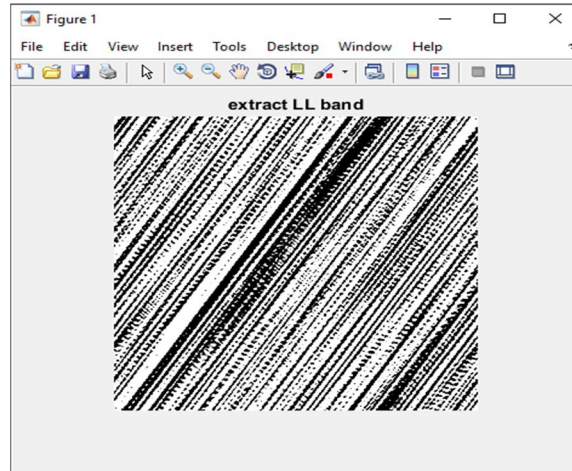 Figure 1
File Edit View Insert Tools Desktop Window Help
extract LL band